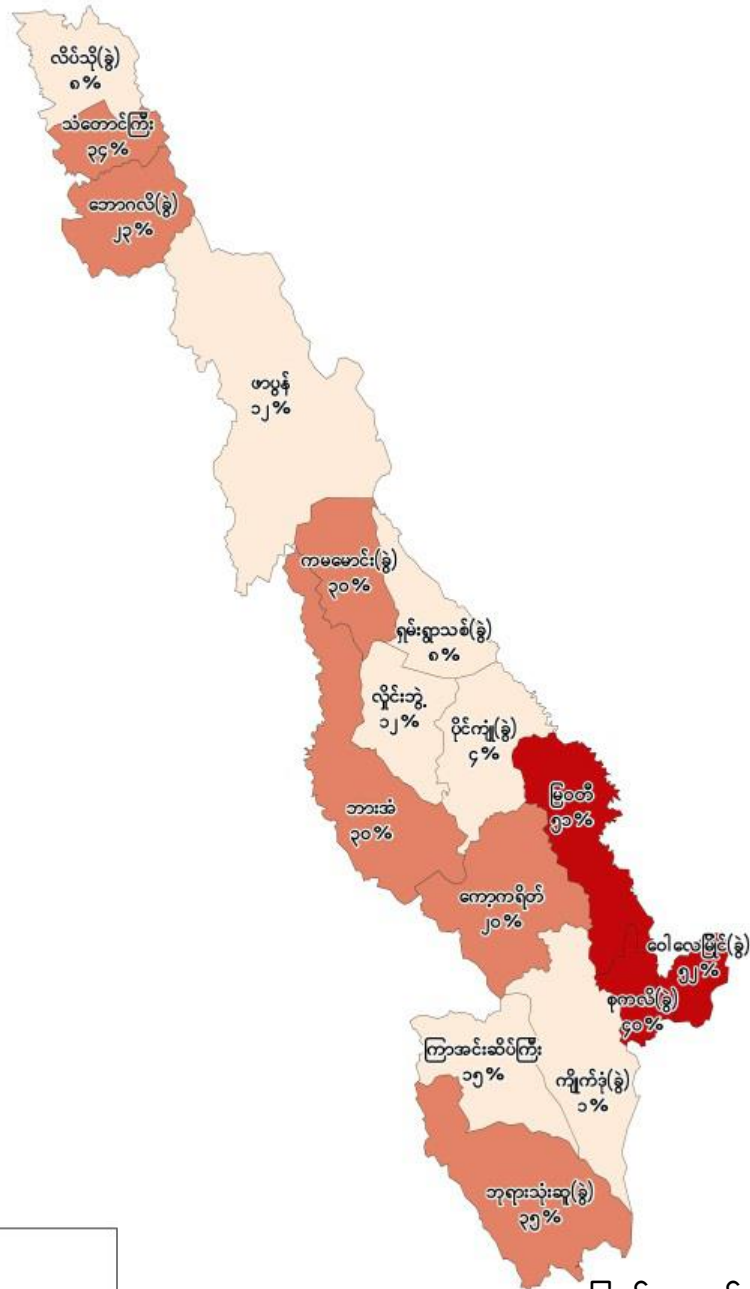 လိပ်သို(ခွဲ)
၈%
သံတောင်ကြီး
၃၄%
ဘောဂလိ(ခွဲ)
၂၃%
ဖာပွန်
၁၂%
ကမမောင်း(ခွဲ)
၃၀%
ရှမ်းရွာသစ်(ခွဲ)
၈%
လှိုင်းဘွဲ့
၁၂%
ပိုင်ကျုံ(ခွဲ)
၄%
မြဝတီ
၅၁%
ဘားအံ
၃၀%
ကော့ကရိတ်
၂၀%
ဝေါလေမြိုင်(ခွဲ)
၅၂%
စုကလိ(ခွဲ)
၄၀%
ကြာအင်းဆိပ်ကြီး
၁၅%
ကျိုက်ဒုံ(ခွဲ)
၁%
ဘုရားသုံးဆူ(ခွဲ)
၃၅%